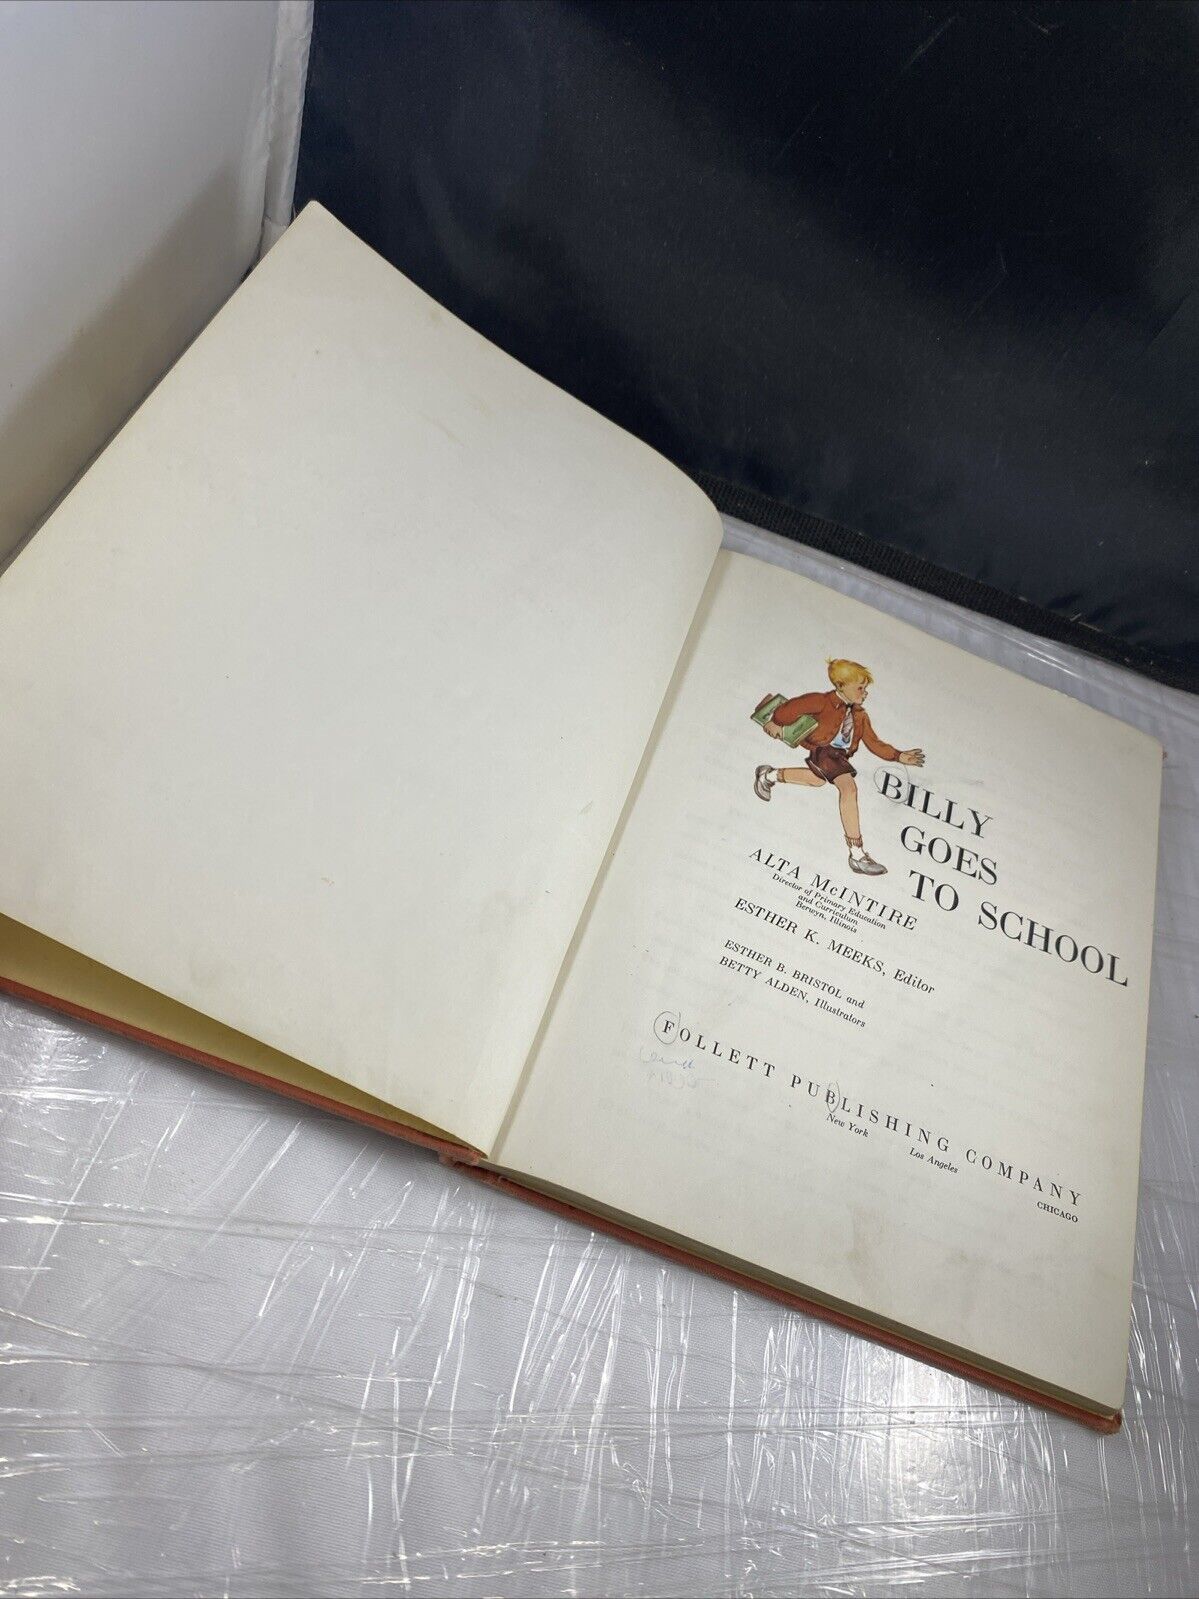 BILLY
GOES
TO SCHOOL
ALTA McINTIRE
Director of Primary Education
and Curriculum
Berwyn, Illinois
ESTHER K. MEEKS, Editor
ESTHER B. BRISTOL and
BETTY ALDEN, Illustrators
FOLLETT PUBLISHING COMPANY
New York
Los Angeles
CHICAGO